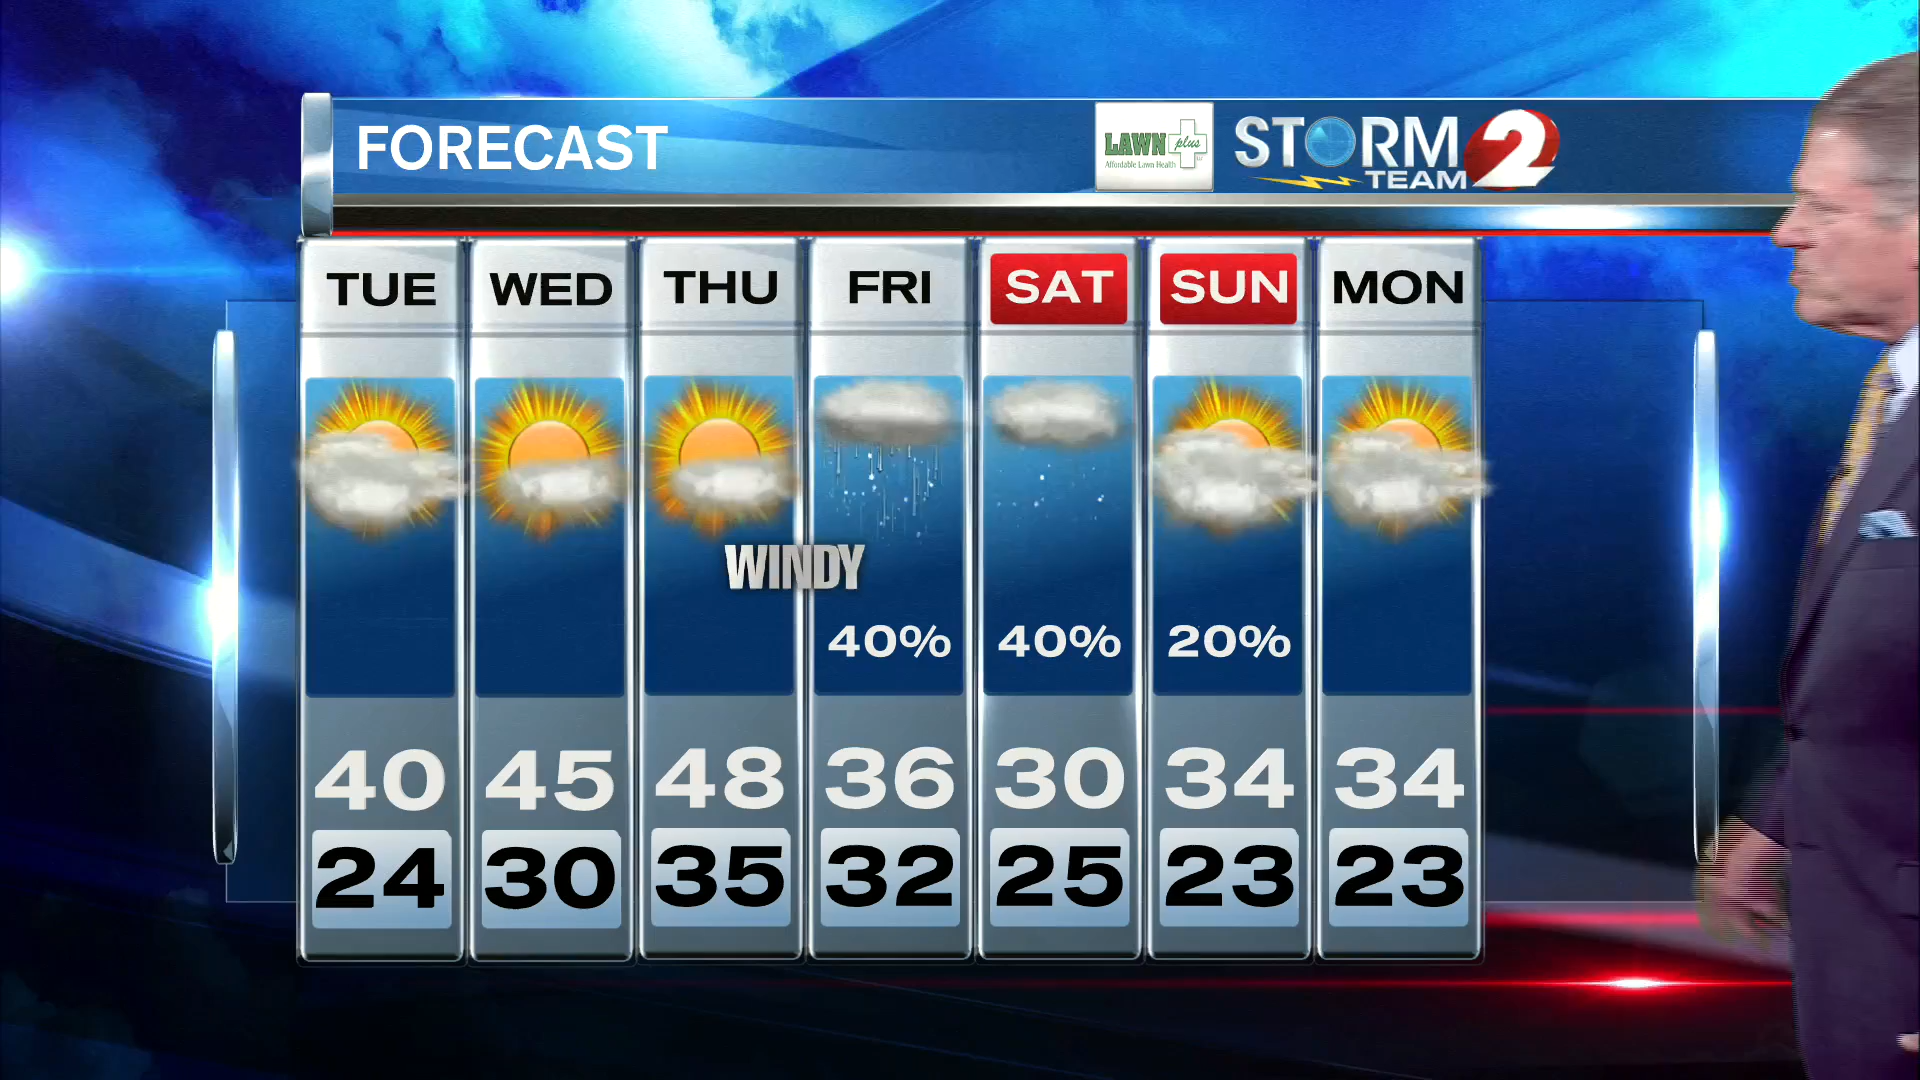 FORECAST
LAWN plus
Affordable Lawn Health
STORM
TEAM 2
TUE WED THU FRI SAT SUN MON
WINDY
40% 40% 20%
40 45 48 36 30 34 34
24 30 35 32 25 23 23